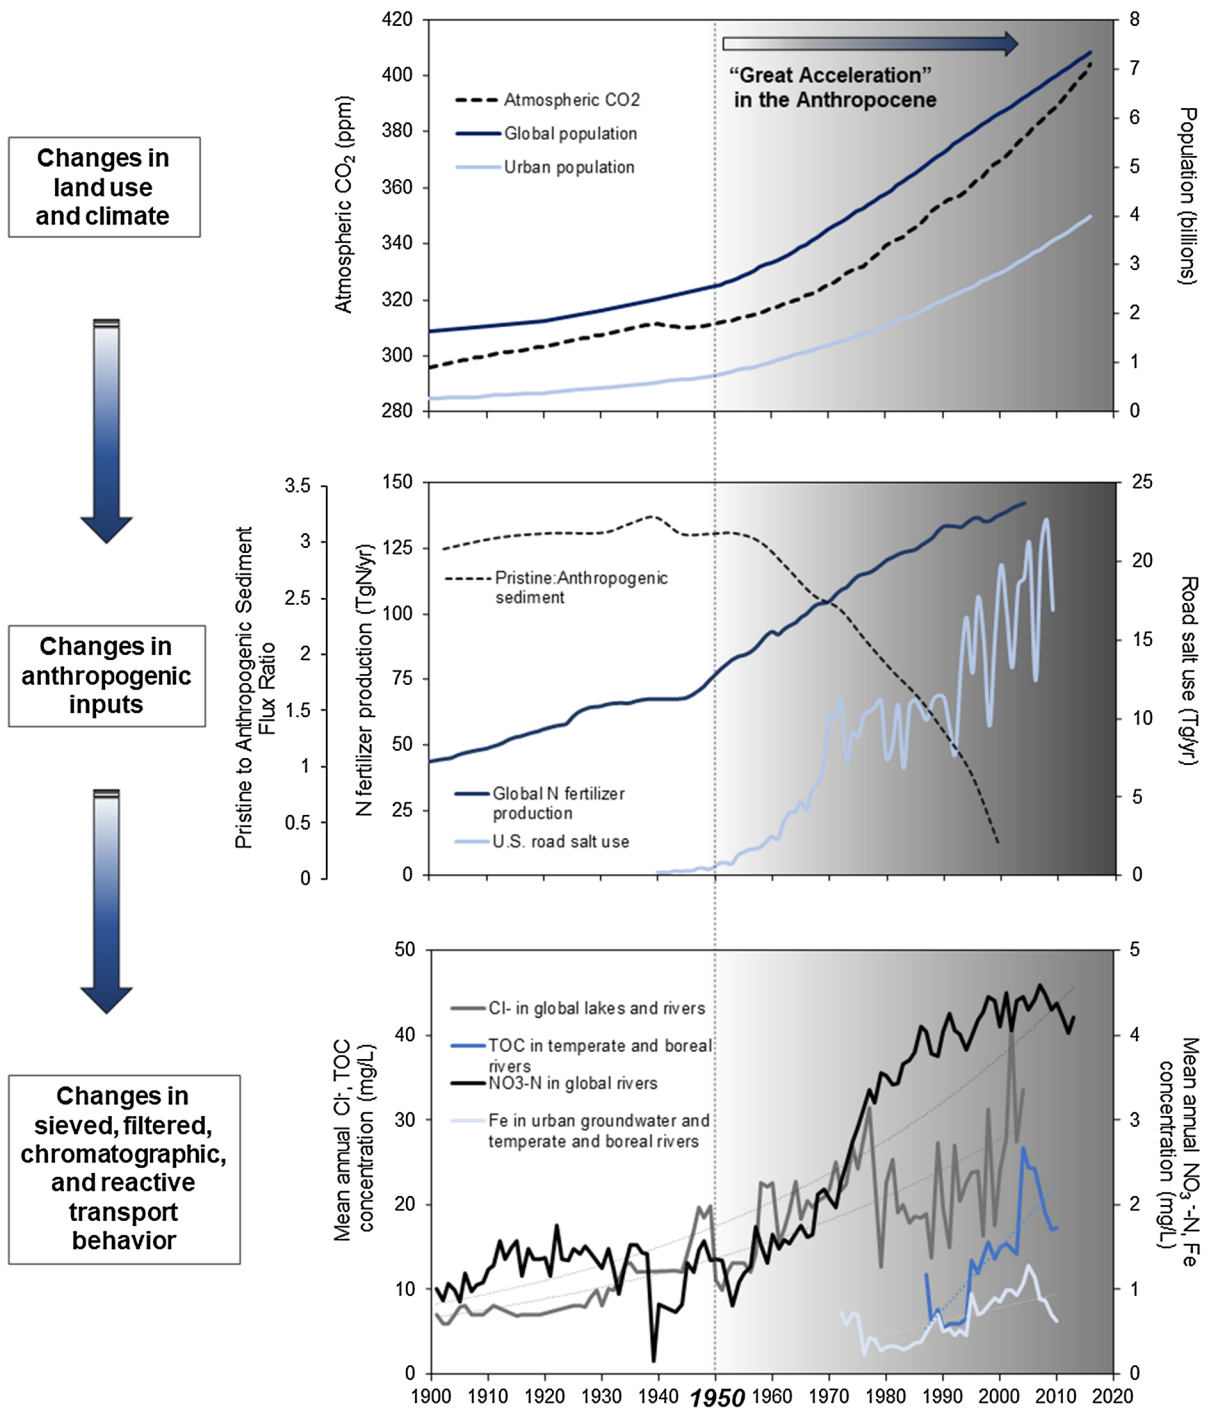 420
400
380
360
340
320
300
280
Atmospheric CO2 (ppm)
8
7
6
5
4
3
2
1
0
Population (billions)
“Great Acceleration”
in the Anthropocene
Atmospheric CO2
Global population
Urban population
Changes in
land use
and climate
3.5
3
2.5
2
1.5
1
0.5
0
Pristine to Anthropogenic Sediment
Flux Ratio
150
125
100
75
50
25
0
N fertilizer production (TgN/yr)
25
20
15
10
5
0
Road salt use (Tg/yr)
Pristine:Anthropogenic
sediment
Global N fertilizer
production
U.S. road salt use
Changes in
anthropogenic
inputs
50
40
30
20
10
0
Mean annual Cl-, TOC
concentration (mg/L)
5
4
3
2
1
0
Mean annual NO3 -N, Fe
concentration (mg/L)
Cl- in global lakes and rivers
TOC in temperate and boreal
rivers
NO3-N in global rivers
Fe in urban groundwater and
temperate and boreal rivers
Changes in
sieved, filtered,
chromatographic,
and reactive
transport
behavior
1900 1910 1920 1930 1940 1950 1960 1970 1980 1990 2000 2010 2020